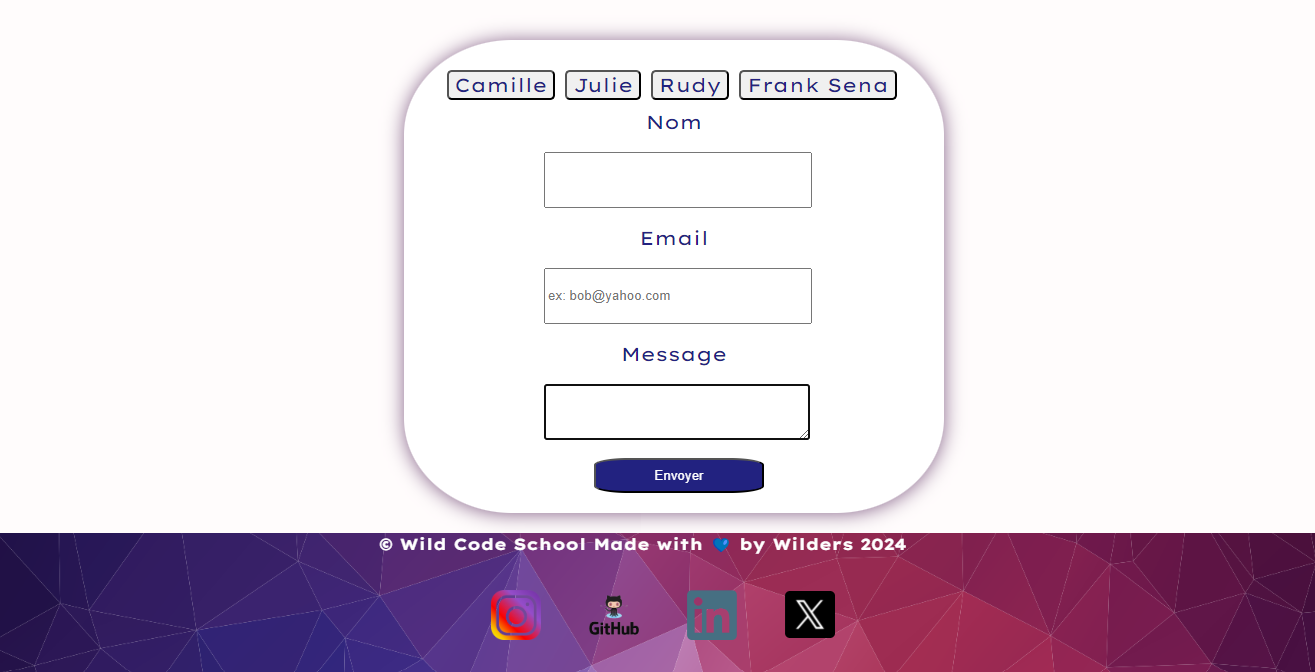 Camille Julie Rudy Frank Sena
Nom
Email
ex: bob@yahoo.com
Message
Envoyer
© Wild Code School Made with 💙 by Wilders 2024
in X
GitHub